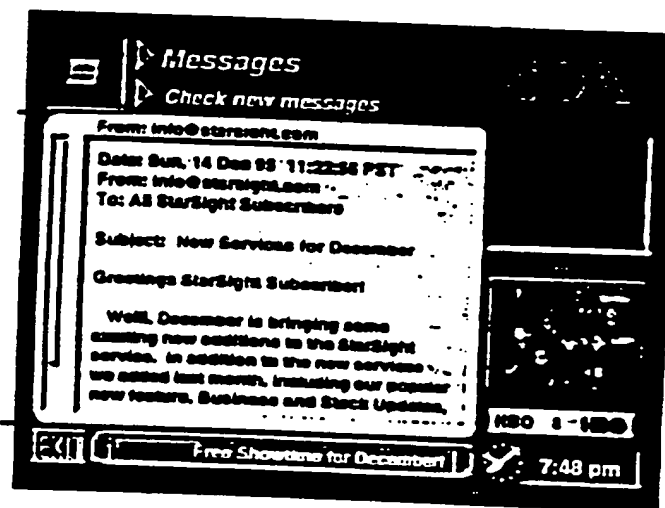 Messages
Check new messages
From: info@starsight.com
Date: Sun, 14 Dec 95 11:22:56 PST
From: info@starsight.com
To: All StarSight Subscribers
Subject: New Services for December
Greetings StarSight Subscriber!
Well, December is bringing some
exciting new additions to the StarSight
service. In addition to the new services
we added last month, including our popular
new feature, Business and Stock Updates,
HBO 8
EXIT
Free Showtime for December!
7:48 pm